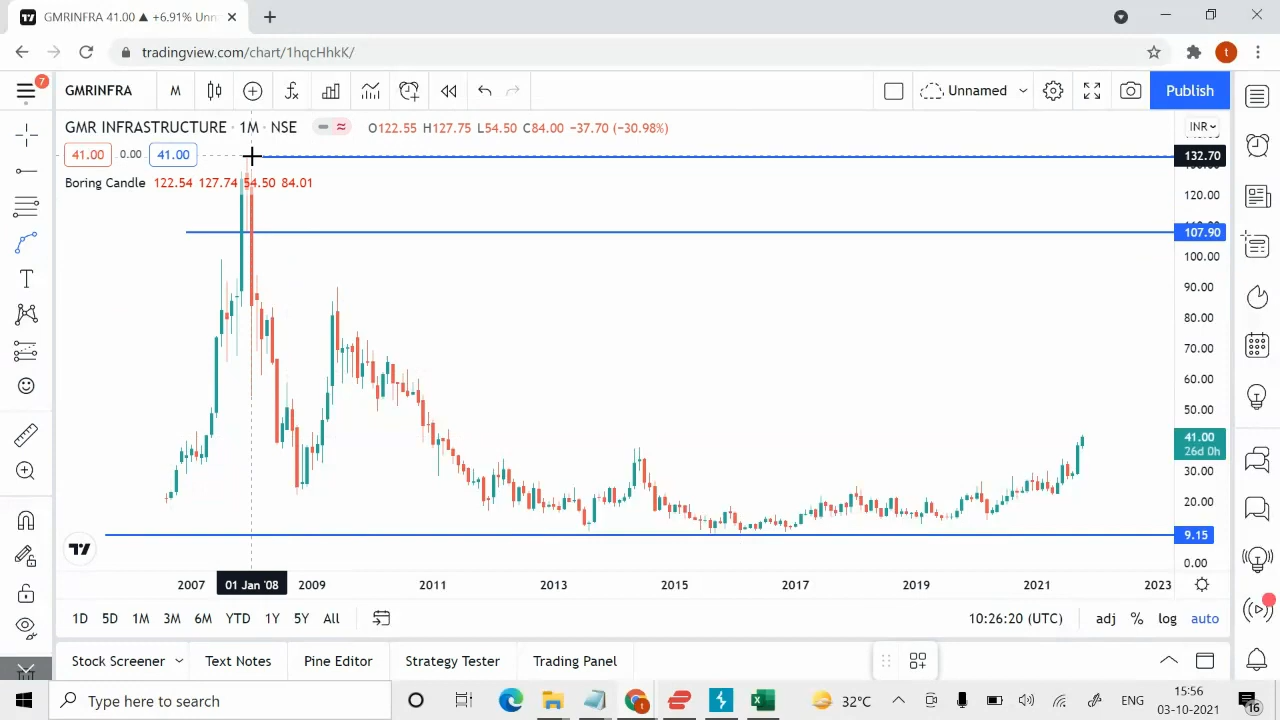 GMRINFRA 41.00 ▲ +6.91% Unn
tradingview.com/chart/1hqcHhkK/
t
7
GMRINFRA
M
Unnamed
Publish
GMR INFRASTRUCTURE · 1M · NSE
O122.55 H127.75 L54.50 C84.00 −37.70 (−30.98%)
INR
41.00 0.00 41.00
Boring Candle 122.54 127.74 54.50 84.01
132.70
120.00
107.90
100.00
90.00
80.00
70.00
60.00
50.00
41.00
26d 0h
30.00
20.00
9.15
0.00
2007 01 Jan '08 2009 2011 2013 2015 2017 2019 2021 2023
1D 5D 1M 3M 6M YTD 1Y 5Y All
10:26:20 (UTC) adj % log auto
Stock Screener Text Notes Pine Editor Strategy Tester Trading Panel
Type here to search
32°C
ENG
15:56
03-10-2021
16